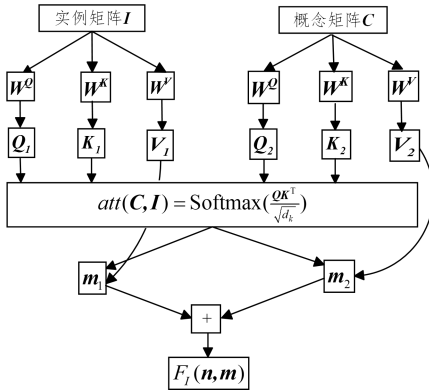 实例矩阵I 概念矩阵C
W^Q W^K W^V W^Q W^K W^V
Q_1 K_1 V_1 Q_2 K_2 V_2
att(C,I)=Softmax(QK^T/√d_k)
m_1 m_2
+
F_I(n,m)